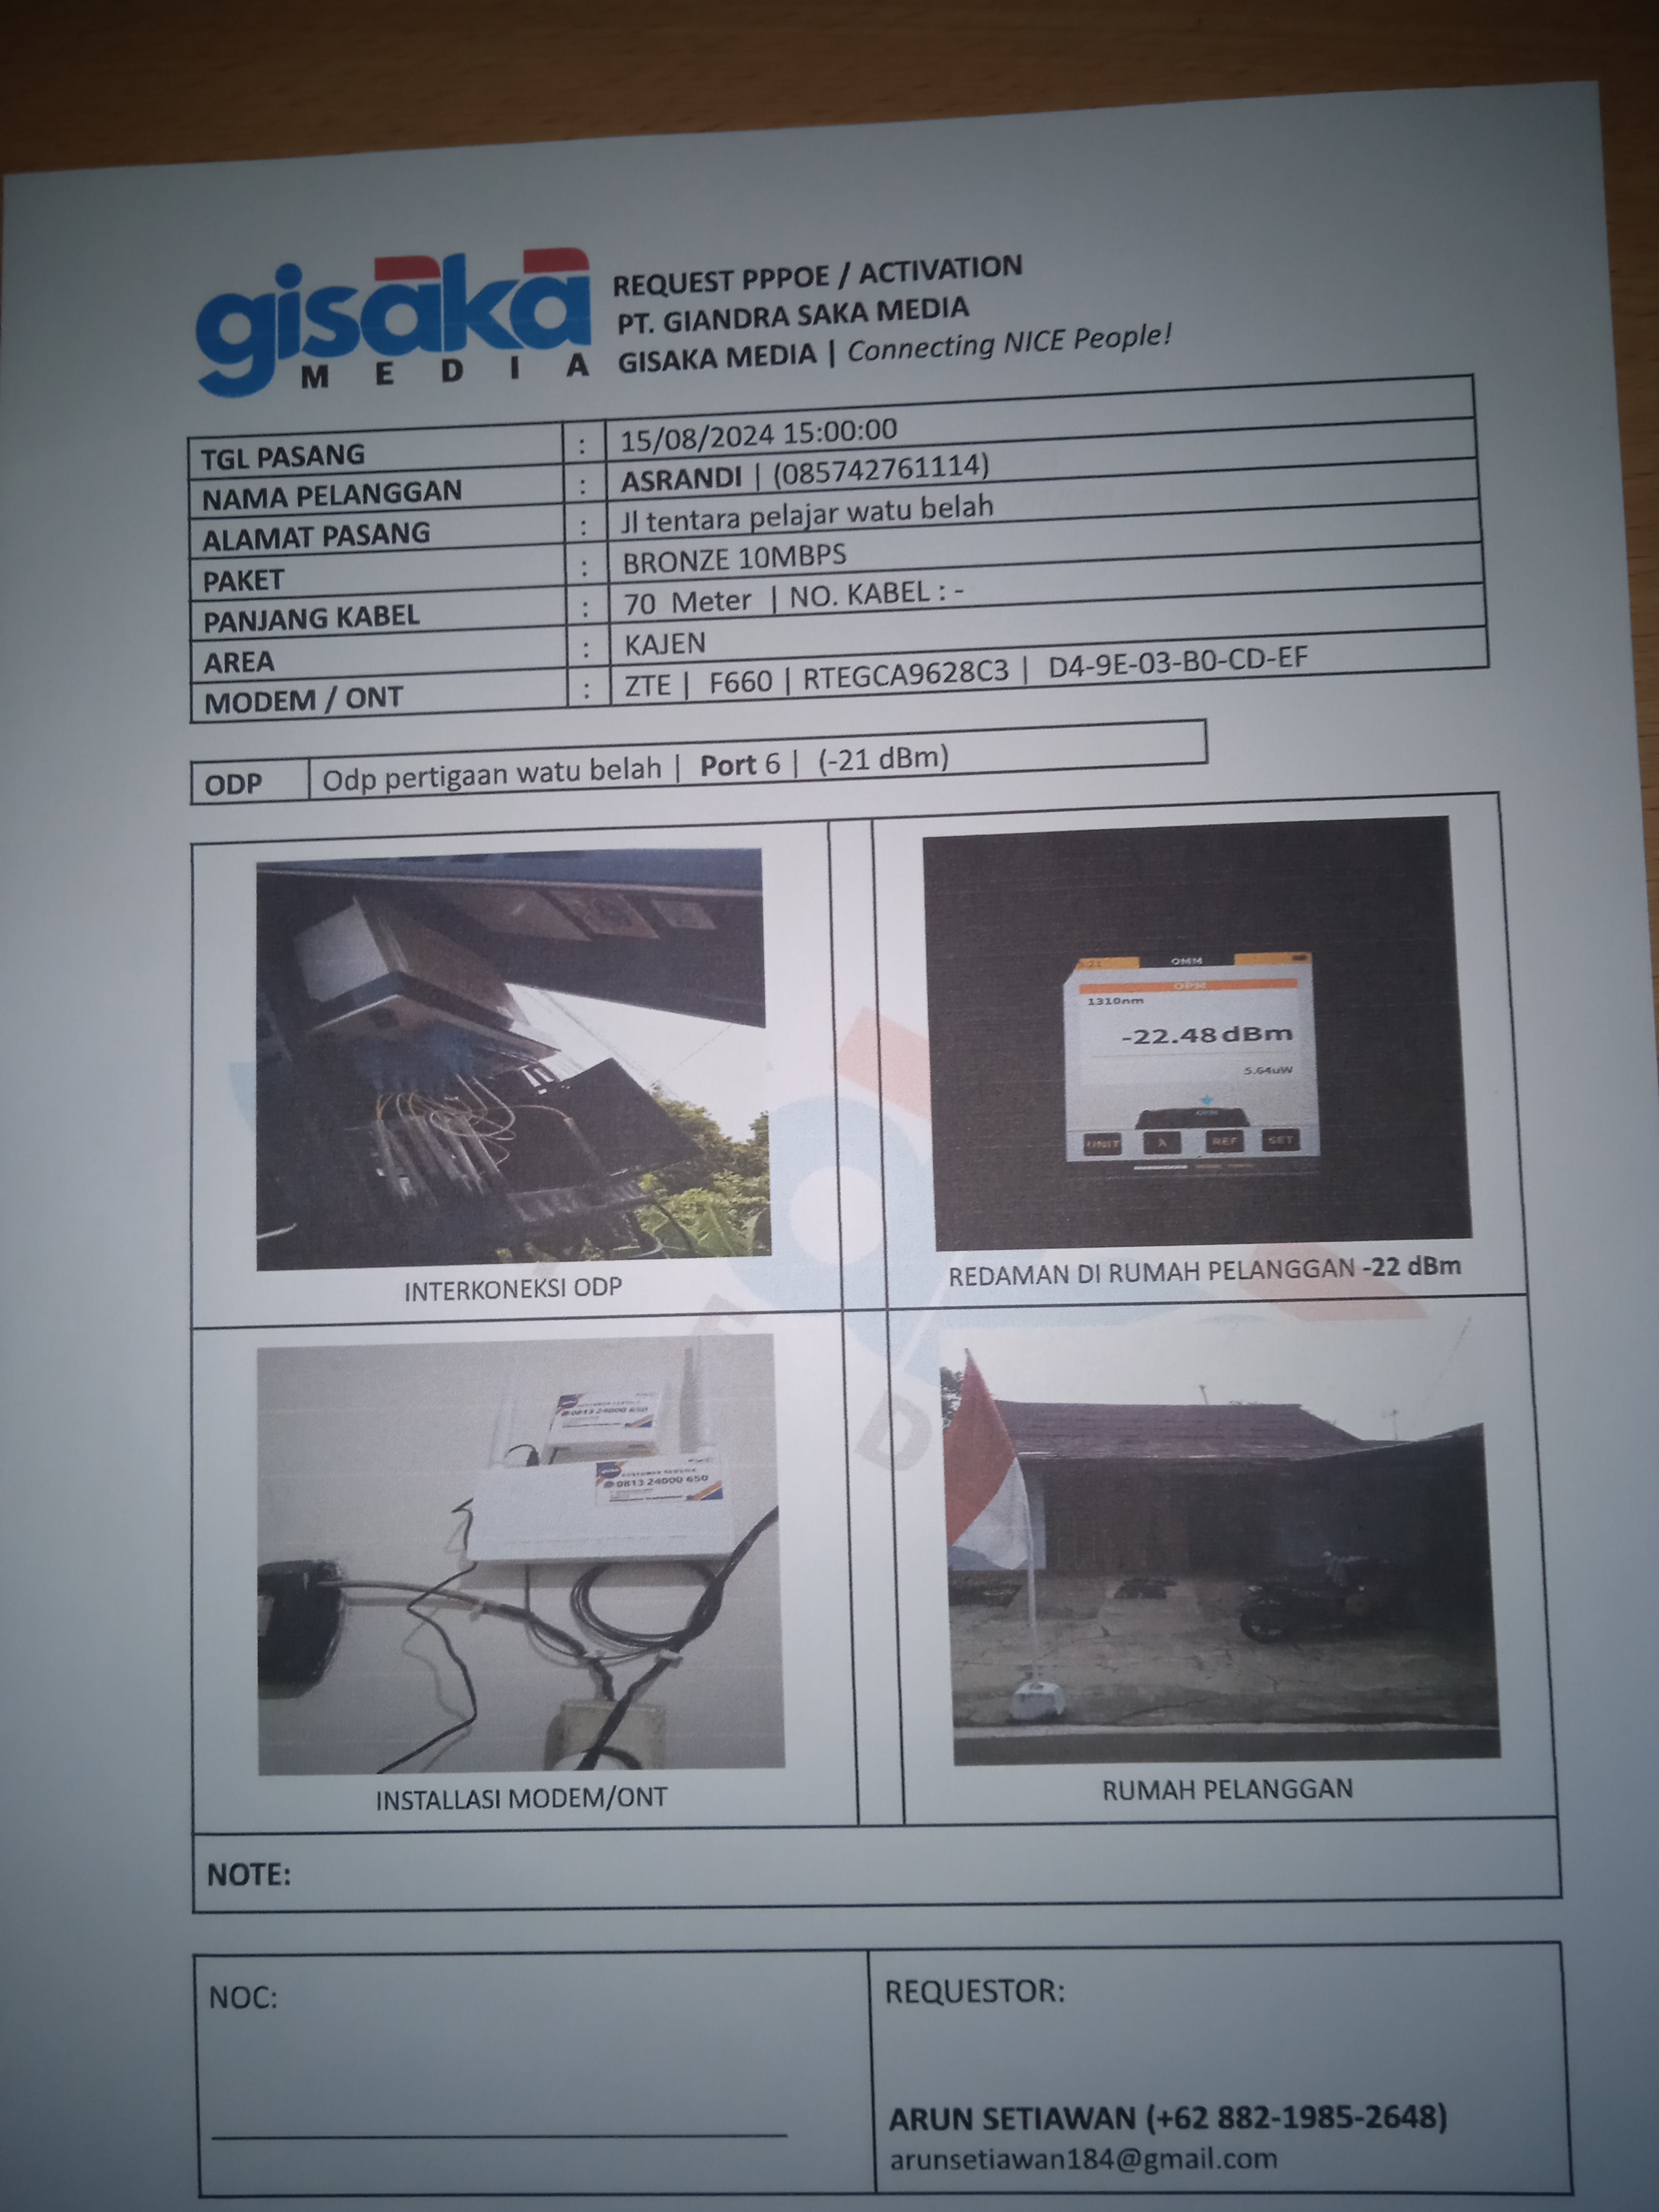 gisaka
MEDIA
REQUEST PPPOE / ACTIVATION
PT. GIANDRA SAKA MEDIA
GISAKA MEDIA | Connecting NICE People!
TGL PASANG : 15/08/2024 15:00:00
NAMA PELANGGAN : ASRANDI | (085742761114)
ALAMAT PASANG : Jl tentara pelajar watu belah
PAKET : BRONZE 10MBPS
PANJANG KABEL : 70 Meter | NO. KABEL : -
AREA : KAJEN
MODEM / ONT : ZTE | F660 | RTEGCA9628C3 | D4-9E-03-B0-CD-EF
ODP Odp pertigaan watu belah | Port 6 | (-21 dBm)
OMM
OPM
1310nm
-22.48dBm
5.64uW
OPM
UNIT λ REF SET
INTERKONEKSI ODP
REDAMAN DI RUMAH PELANGGAN -22 dBm
0813 24000 650
CUSTOMER SERVICE
0813 24000 650
INSTALLASI MODEM/ONT
RUMAH PELANGGAN
NOTE:
NOC:
REQUESTOR:
ARUN SETIAWAN (+62 882-1985-2648)
arunsetiawan184@gmail.com